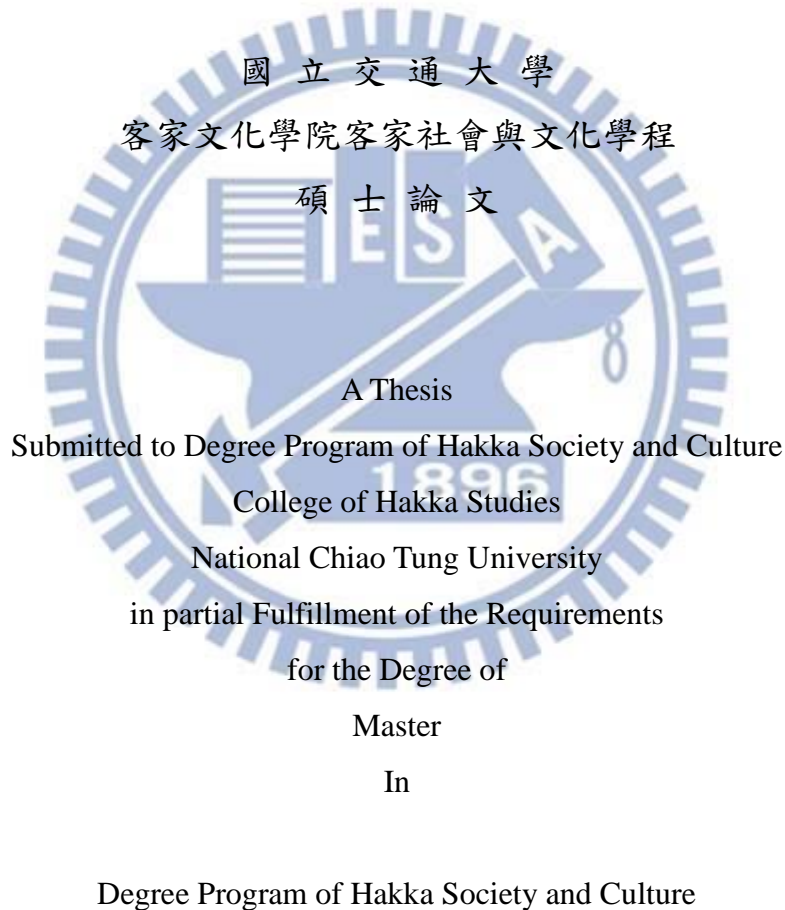 國 立 交 通 大 學
客家文化學院客家社會與文化學程
碩 士 論 文
E S A
A Thesis
Submitted to Degree Program of Hakka Society and Culture
1896
College of Hakka Studies
National Chiao Tung University
in partial Fulfillment of the Requirements
for the Degree of
Master
In
Degree Program of Hakka Society and Culture